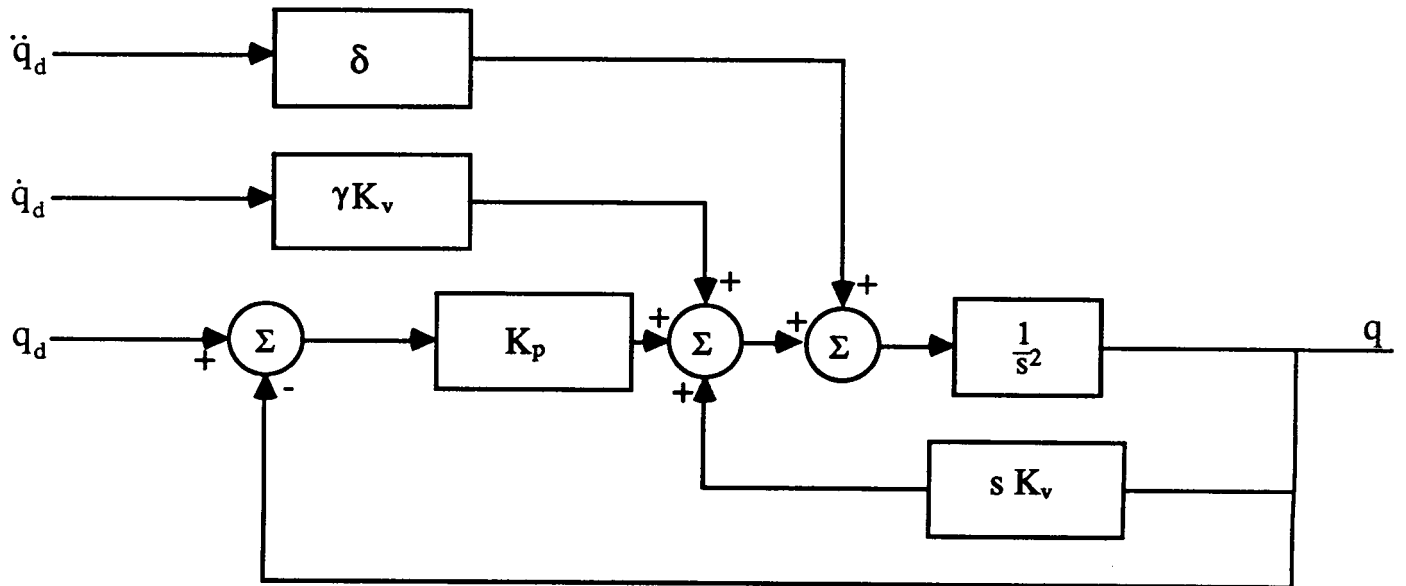 q̈d
δ
q̇d
γKv
+
+
qd
+
Σ
Kp
+
Σ
+
Σ
1/s²
q
-
+
s Kv